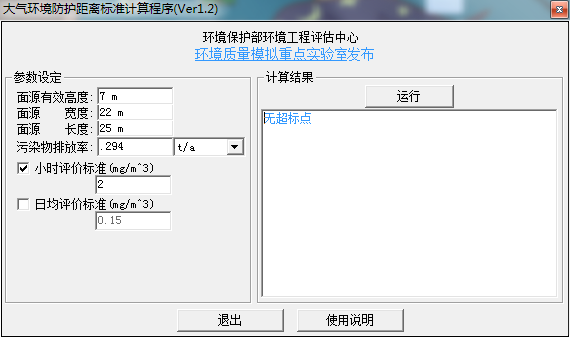 大气环境防护距离标准计算程序(Ver1.2)
环境保护部环境工程评估中心
环境质量模拟重点实验室发布
参数设定
面源有效高度: 7 m
面源 宽度: 22 m
面源 长度: 25 m
污染物排放率: .294 t/a
小时评价标准(mg/m^3)
2
日均评价标准(mg/m^3)
0.15
计算结果
运行
无超标点
退出
使用说明